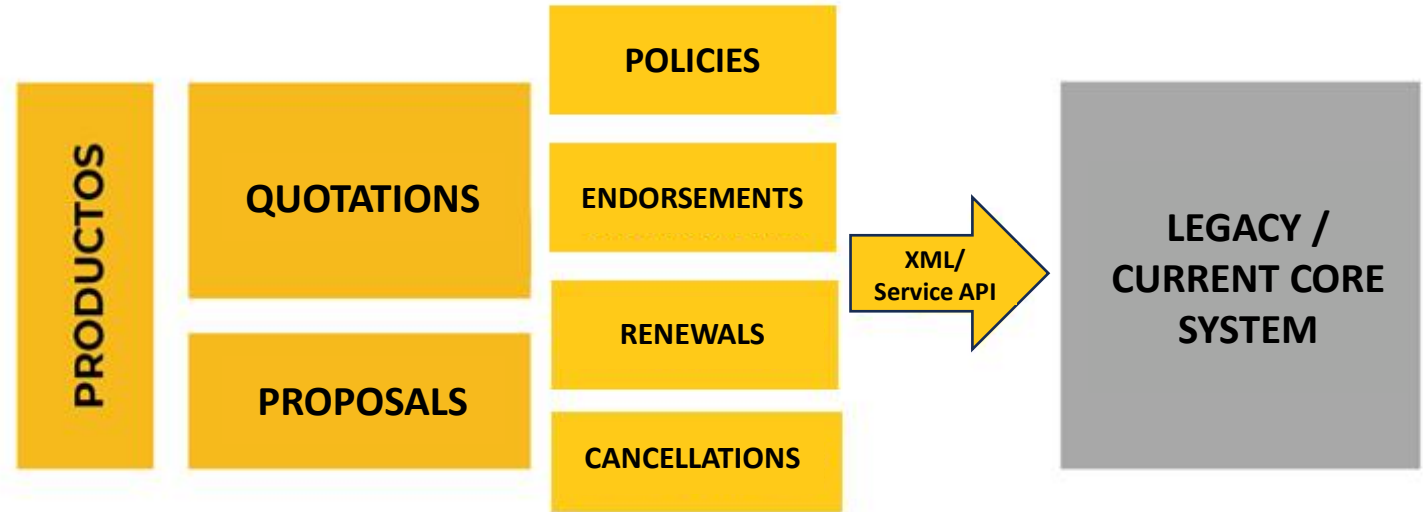 PRODUCTOS
QUOTATIONS
PROPOSALS
POLICIES
ENDORSEMENTS
RENEWALS
CANCELLATIONS
XML/
Service API
LEGACY /
CURRENT CORE
SYSTEM